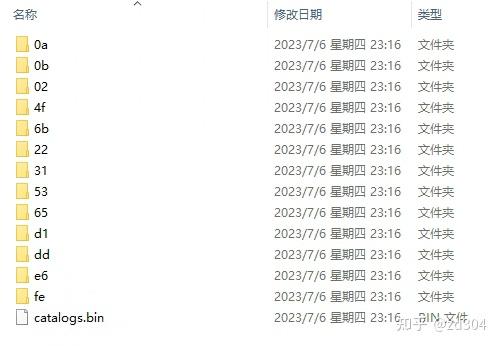 名称 修改日期 类型
0a 2023/7/6 星期四 23:16 文件夹
0b 2023/7/6 星期四 23:16 文件夹
02 2023/7/6 星期四 23:16 文件夹
4f 2023/7/6 星期四 23:16 文件夹
6b 2023/7/6 星期四 23:16 文件夹
22 2023/7/6 星期四 23:16 文件夹
31 2023/7/6 星期四 23:16 文件夹
53 2023/7/6 星期四 23:16 文件夹
65 2023/7/6 星期四 23:16 文件夹
d1 2023/7/6 星期四 23:16 文件夹
dd 2023/7/6 星期四 23:16 文件夹
e6 2023/7/6 星期四 23:16 文件夹
fe 2023/7/6 星期四 23:16 文件夹
catalogs.bin 2023/7/6 星期四 23:16 BIN 文件
知乎 @zd304